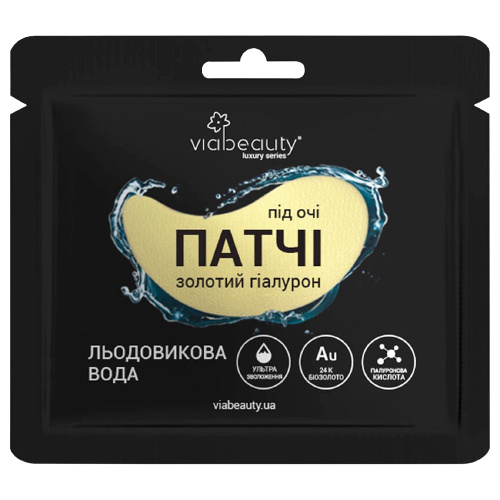 viabeauty®
luxury series
під очі
ПАТЧІ
золотий гіалурон
ЛЬОДОВИКОВА
ВОДА
УЛЬТРА
ЗВОЛОЖЕННЯ
Au
24 К
БІОЗОЛОТО
ГІАЛУРОНОВА
КИСЛОТА
viabeauty.ua